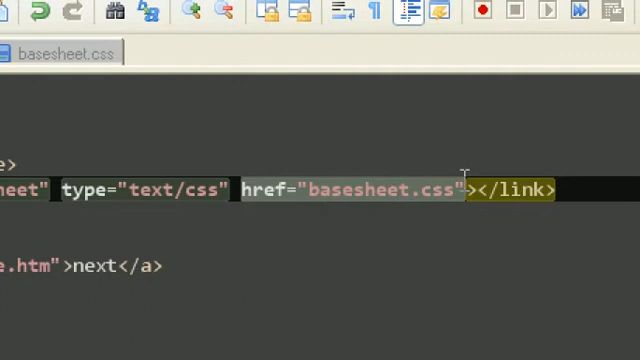 basesheet.css
e>
heet" type="text/css" href="basesheet.css"></link>
e.htm">next</a>